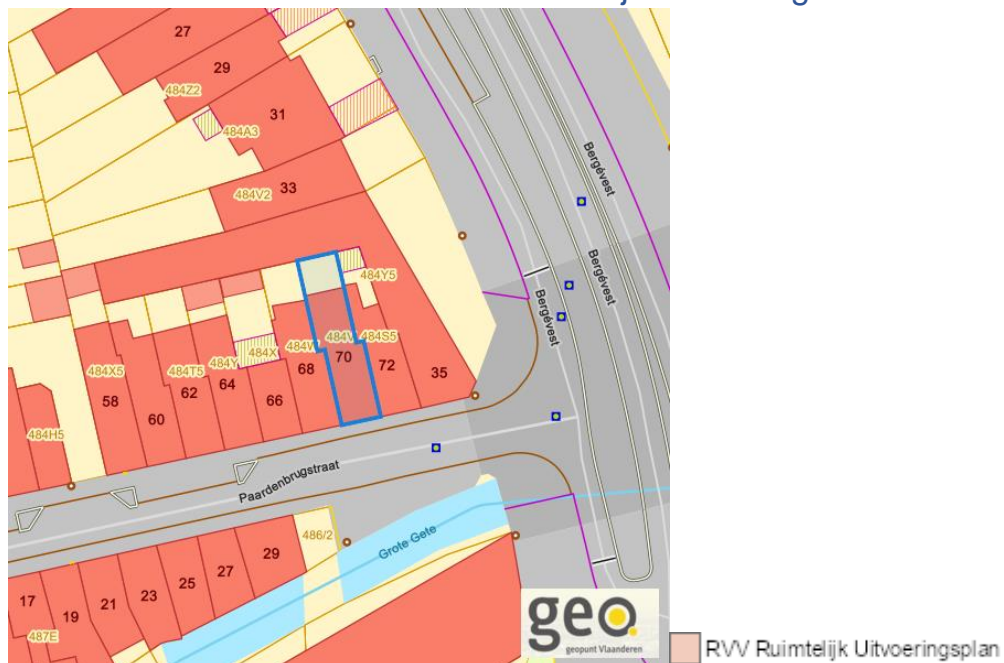 27
29
484Z2
31
484A3
Bergévest
484V2
33
Bergévest
484Y5
Bergévest
484X5
484T5
484Y
484X
484W
484V
484S5
58
60
62
64
66
68
70
72
35
484H5
Paardenbrugstraat
486/2
Grote Gete
17
19
21
23
25
27
29
487E
geo.
geopunt Vlaanderen
RVV Ruimtelijk Uitvoeringsplan